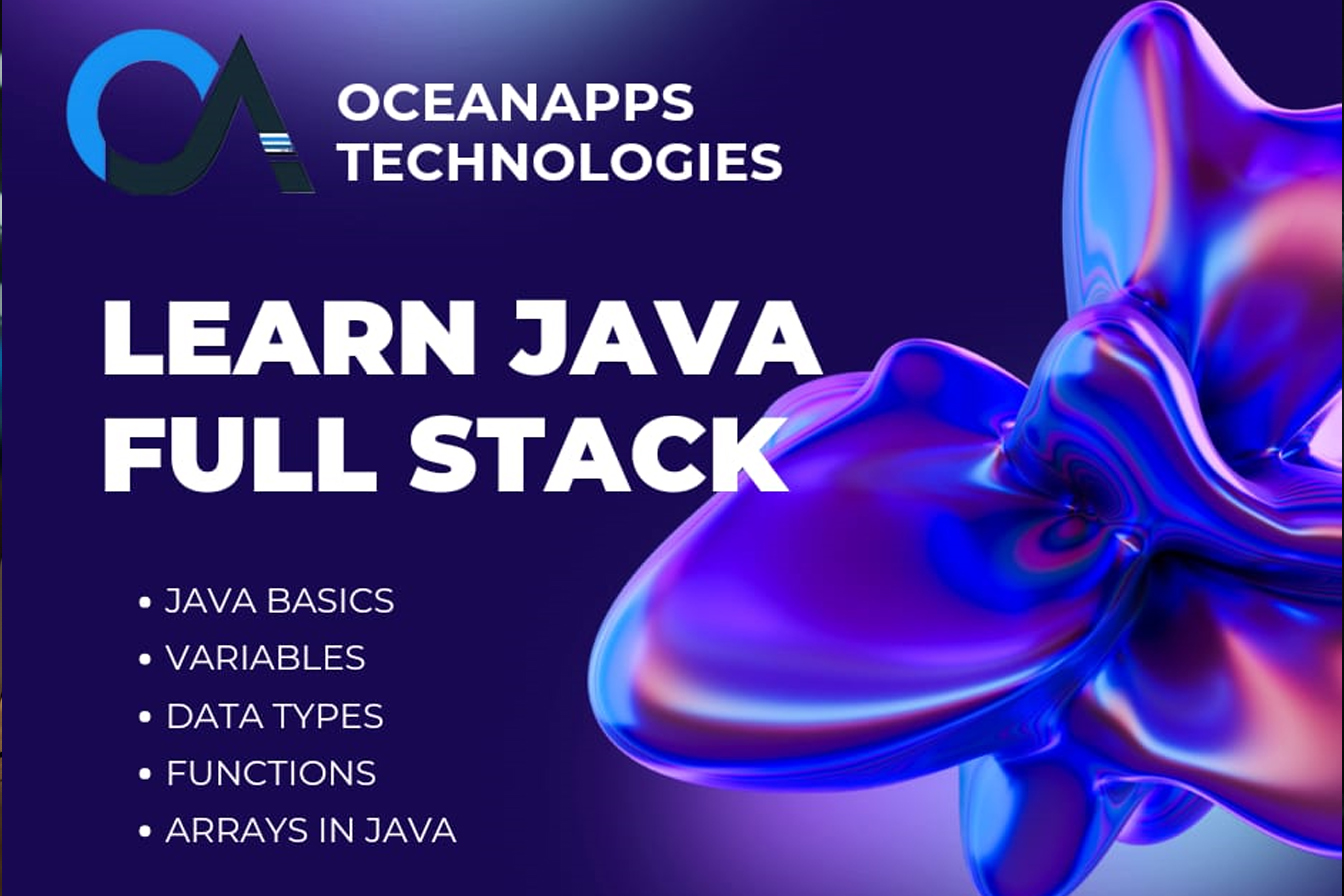 OCEANAPPS
TECHNOLOGIES
LEARN JAVA
FULL STACK
• JAVA BASICS
• VARIABLES
• DATA TYPES
• FUNCTIONS
• ARRAYS IN JAVA